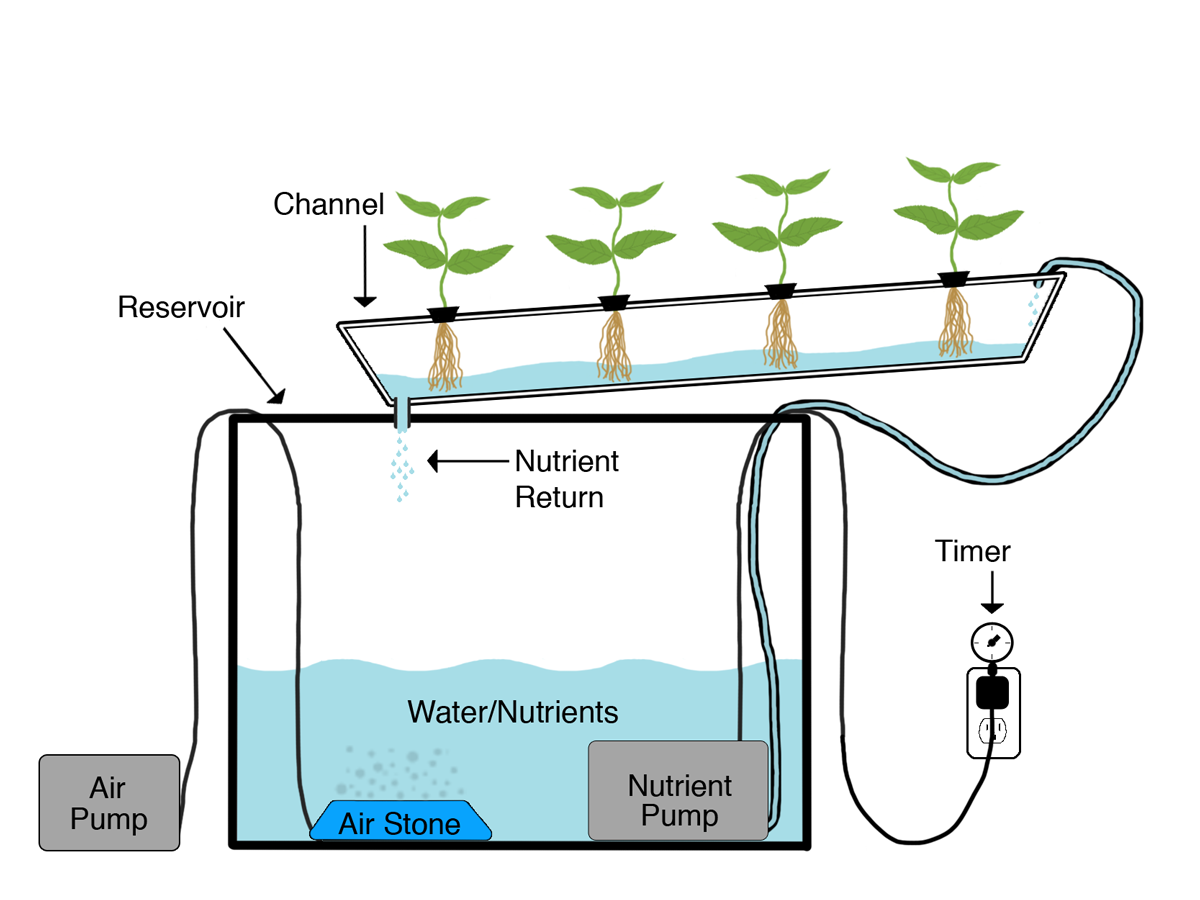 Channel
Reservoir
Nutrient
Return
Timer
Water/Nutrients
Air
Pump
Air Stone
Nutrient
Pump